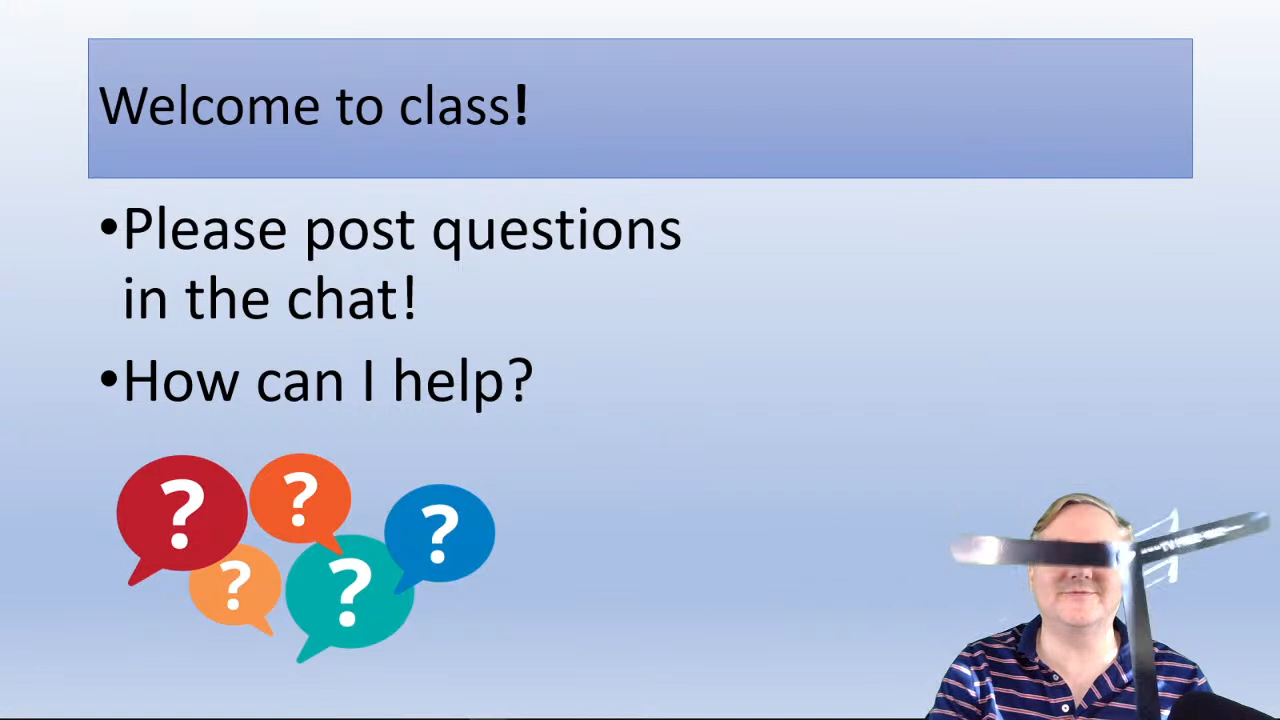 Welcome to class!
•Please post questions
in the chat!
•How can I help?
?
?
?
?
?